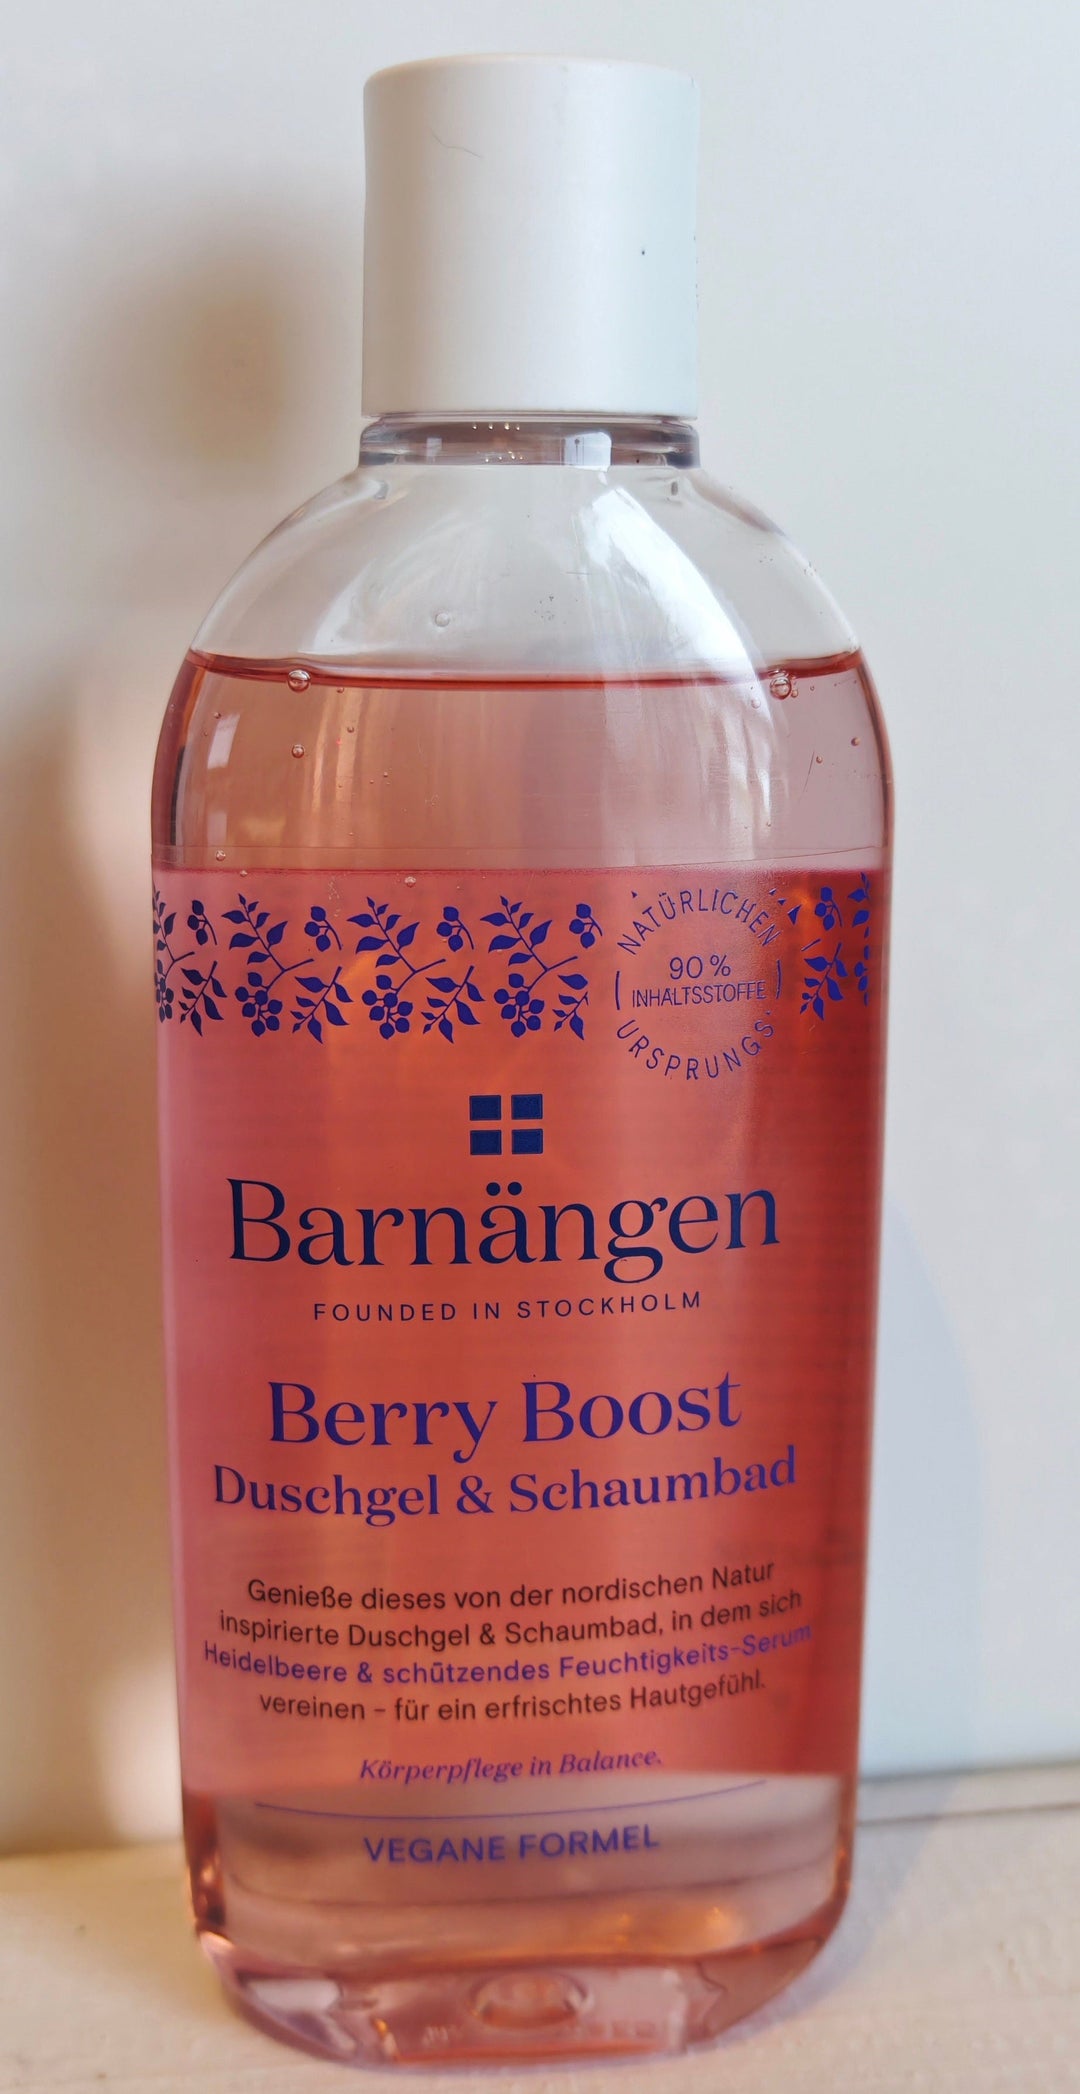 NATÜRLICHEN
90 %
INHALTSSTOFFE
URSPRUNGS
Barnängen
FOUNDED IN STOCKHOLM
Berry Boost
Duschgel & Schaumbad
Genieße dieses von der nordischen Natur
inspirierte Duschgel & Schaumbad, in dem sich
Heidelbeere & schützendes Feuchtigkeits-Serum
vereinen – für ein erfrischtes Hautgefühl.
Körperpflege in Balance.
VEGANE FORMEL